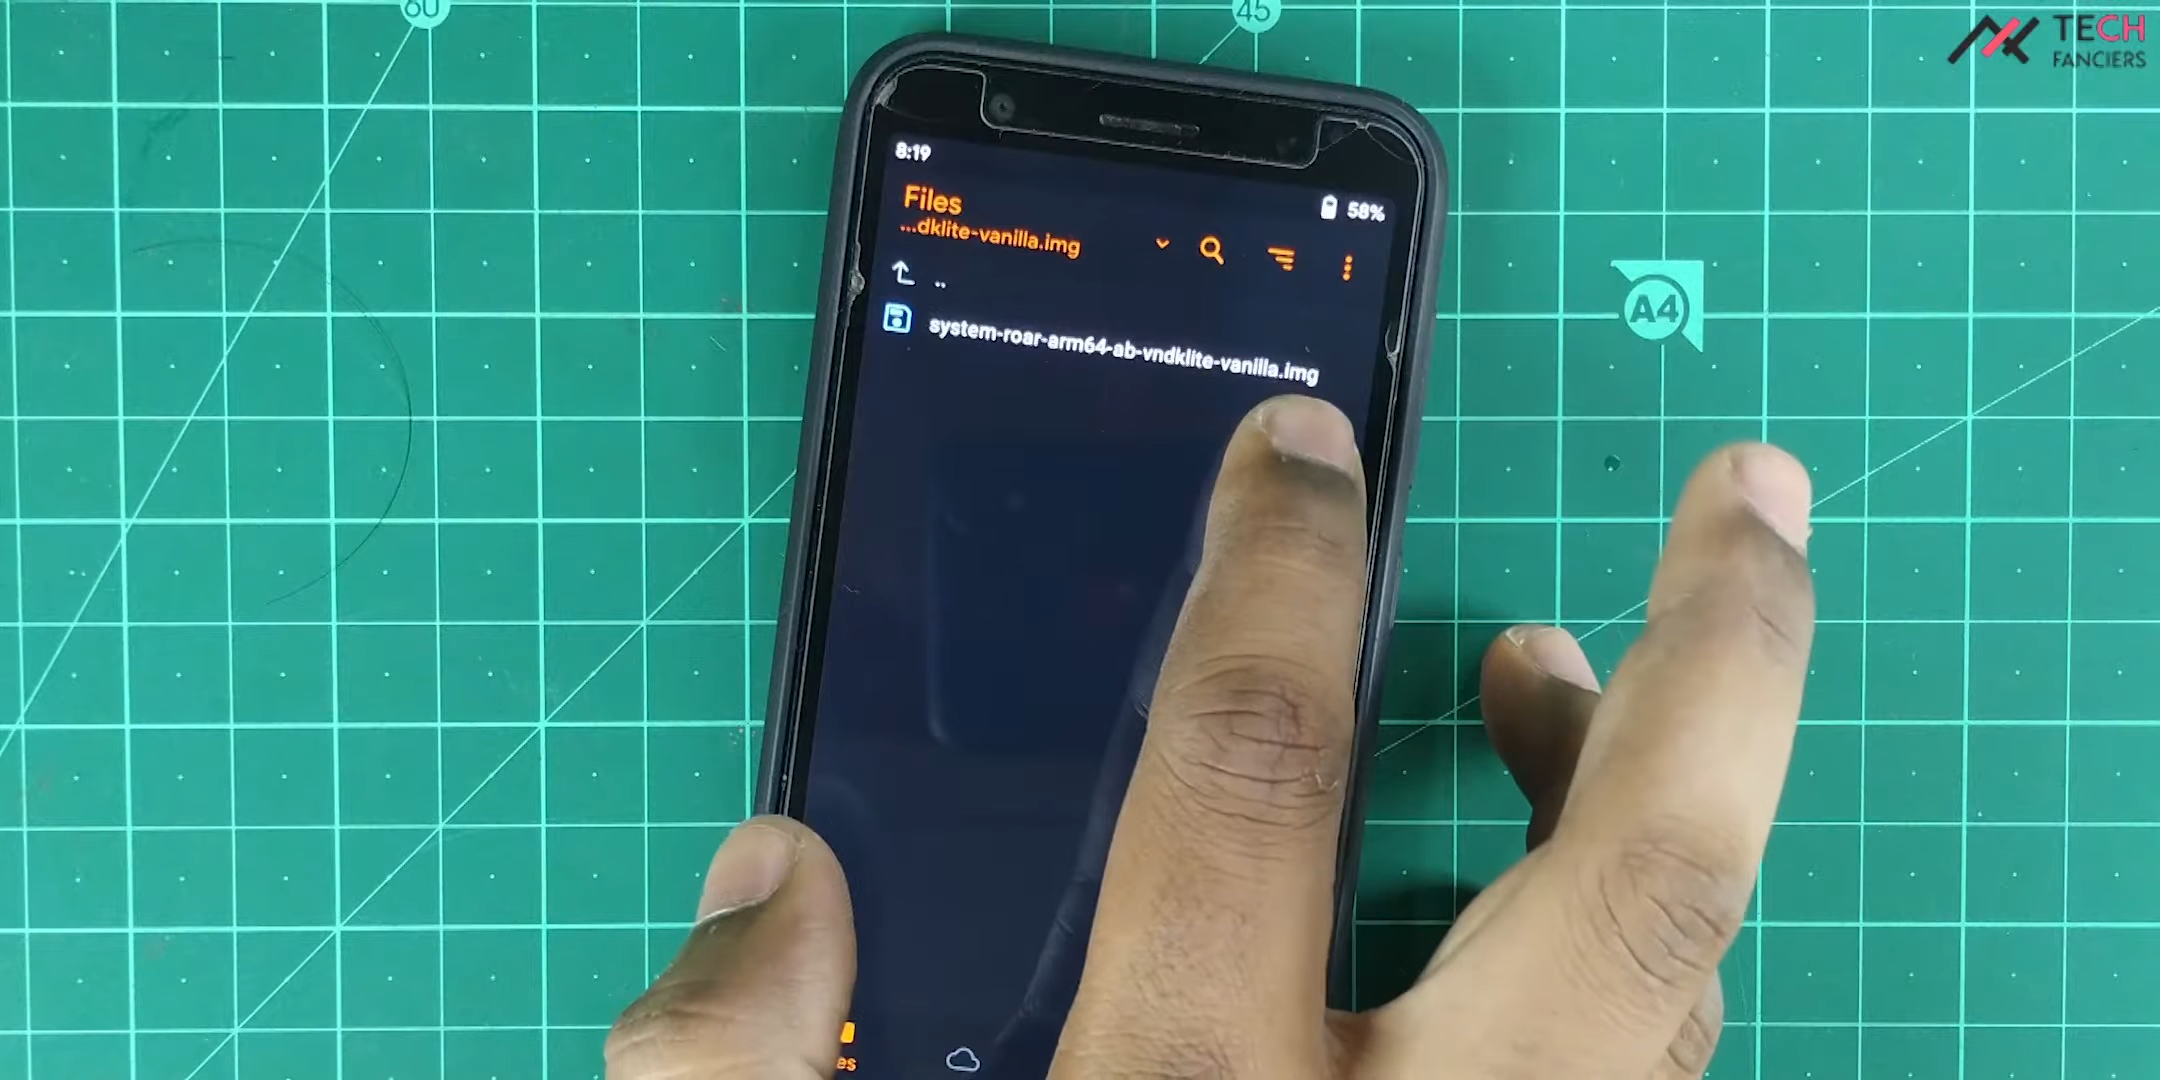 60
45
TECH
FANCIERS
8:19
58%
Files
...dklite-vanilla.img
..
system-roar-arm64-ab-vndklite-vanilla.img
A4
es